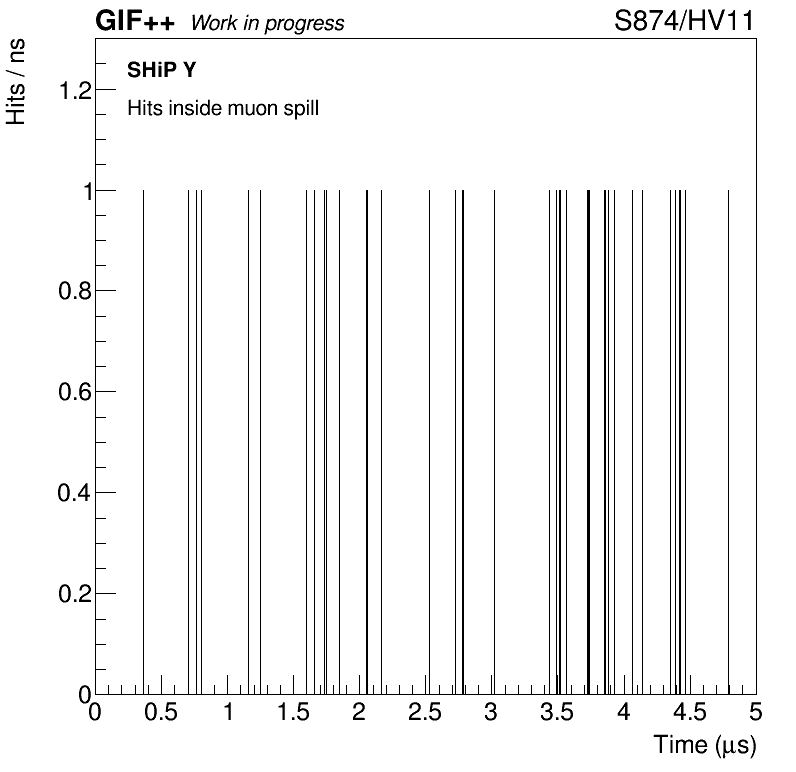 GIF++ Work in progress S874/HV11
Hits / ns
SHiP Y
Hits inside muon spill
1.2
1
0.8
0.6
0.4
0.2
0
0 0.5 1 1.5 2 2.5 3 3.5 4 4.5 5
Time (μs)